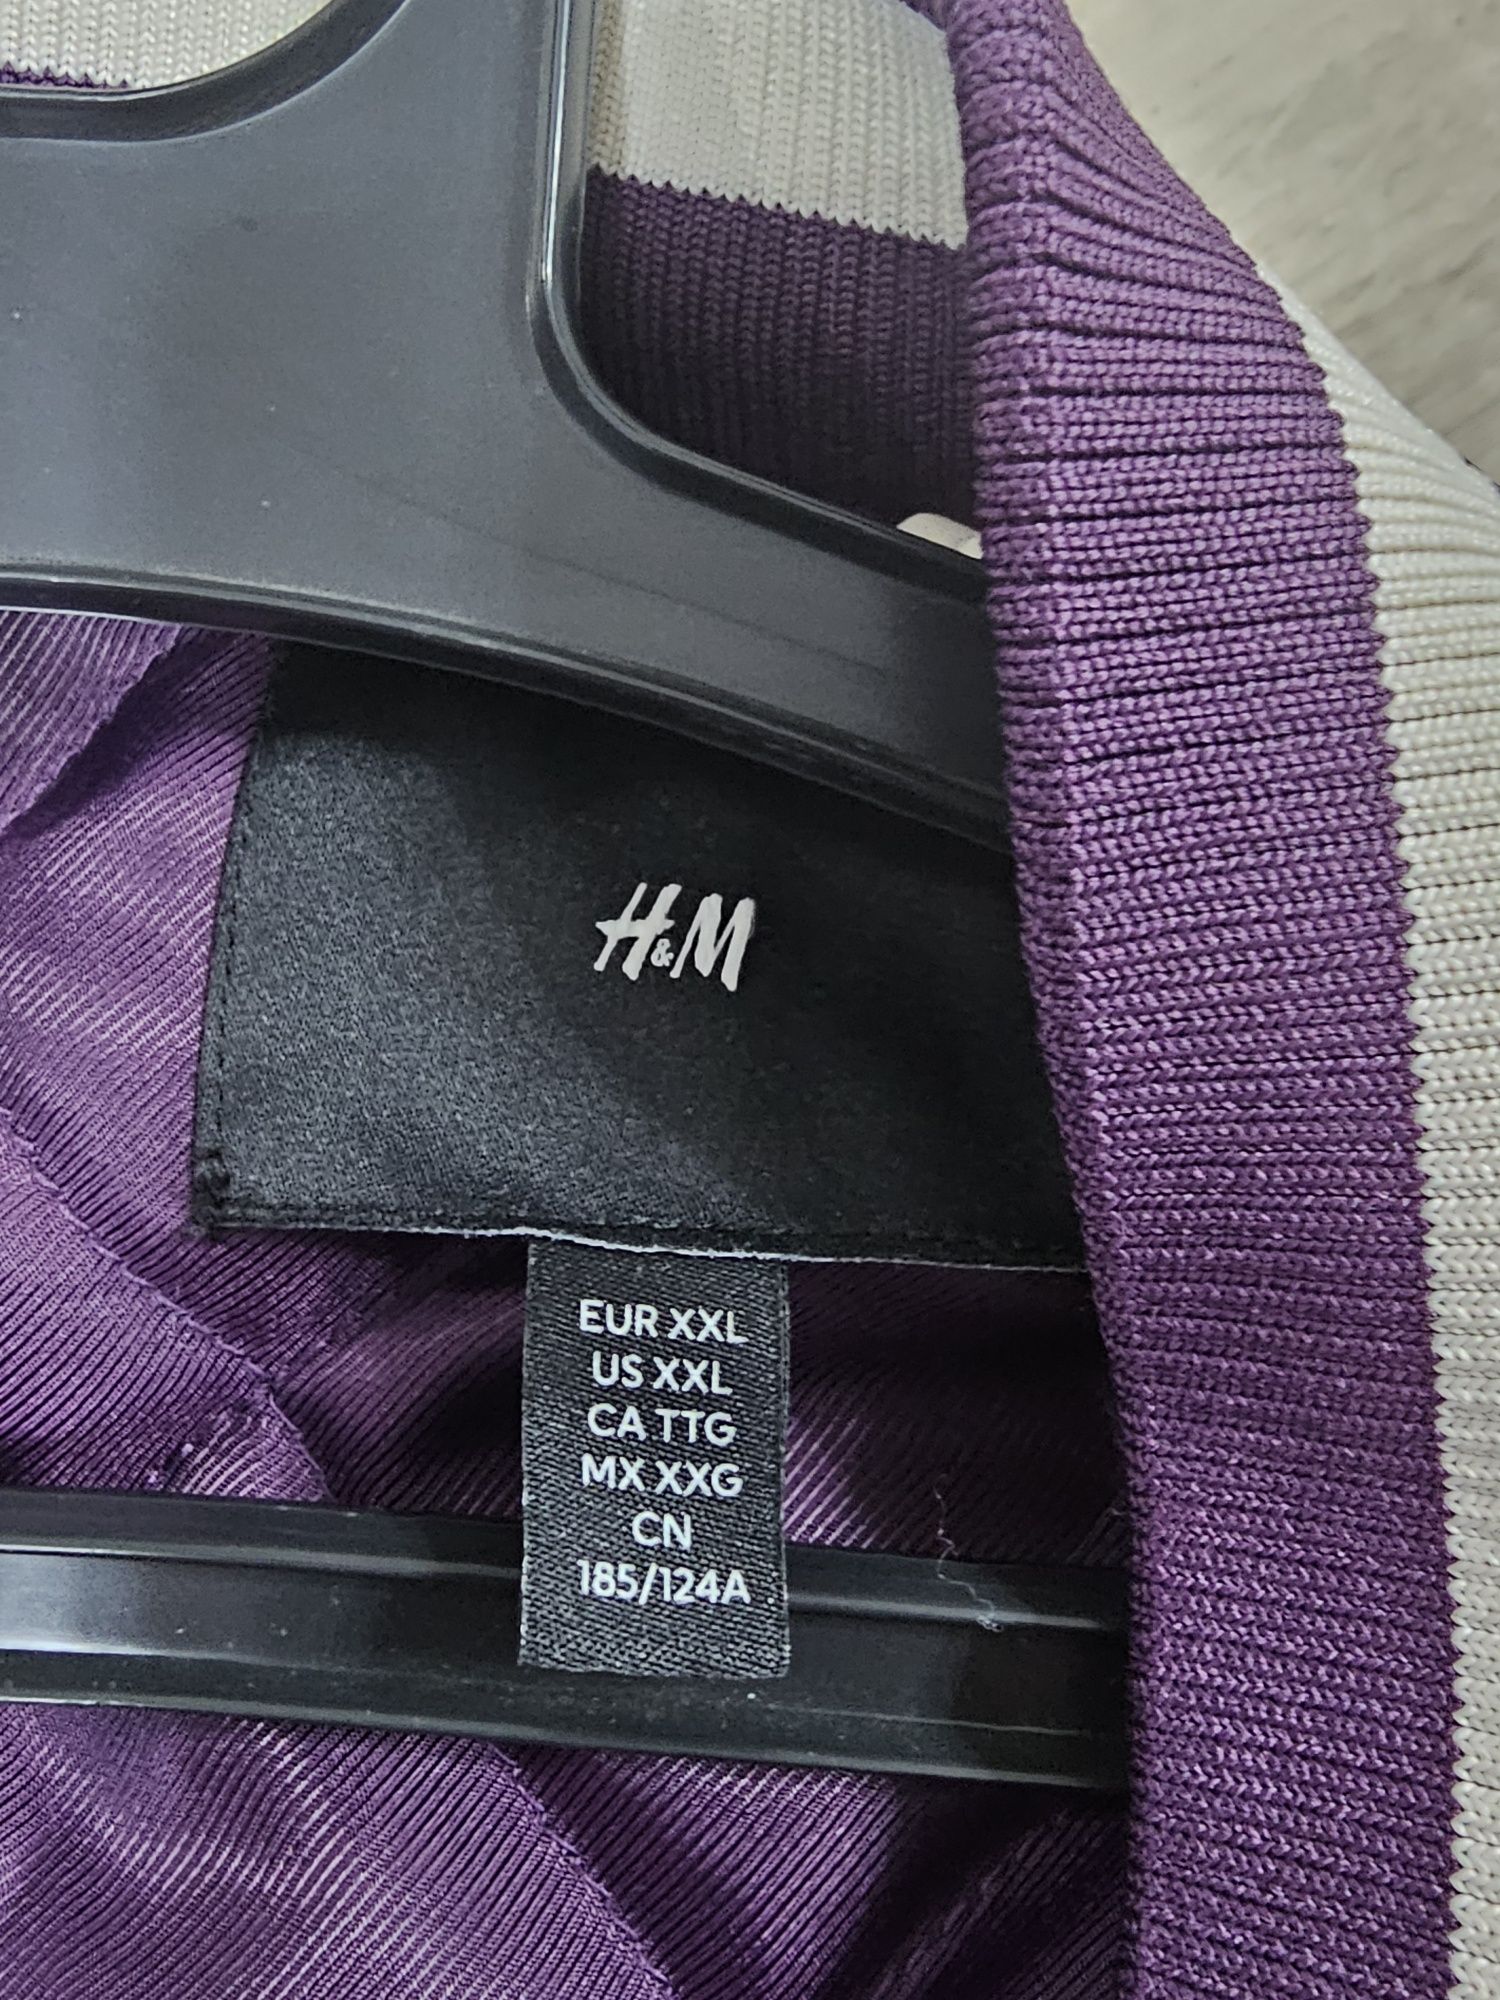 H&M
EUR XXL
US XXL
CA TTG
MX XXG
CN
185/124A